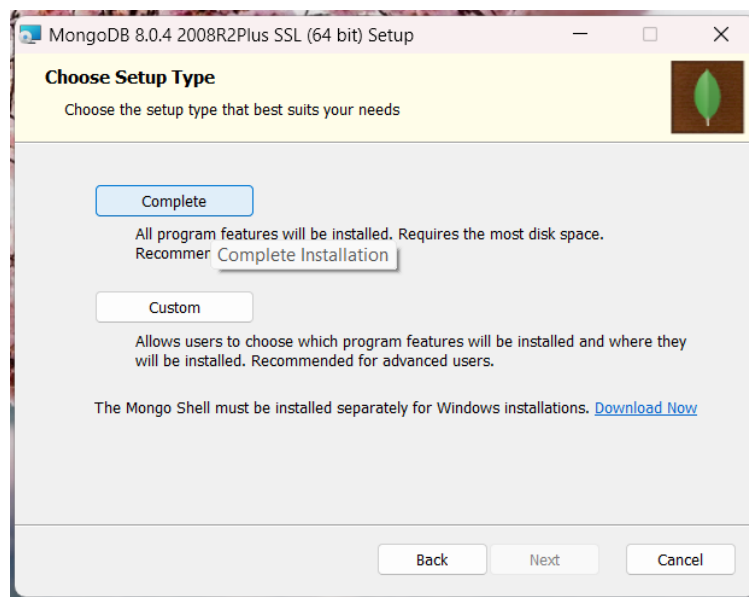 MongoDB 8.0.4 2008R2Plus SSL (64 bit) Setup
Choose Setup Type
Choose the setup type that best suits your needs
Complete
All program features will be installed. Requires the most disk space.
Complete Installation
Custom
Allows users to choose which program features will be installed and where they
will be installed. Recommended for advanced users.
The Mongo Shell must be installed separately for Windows installations. Download Now
Back Next Cancel